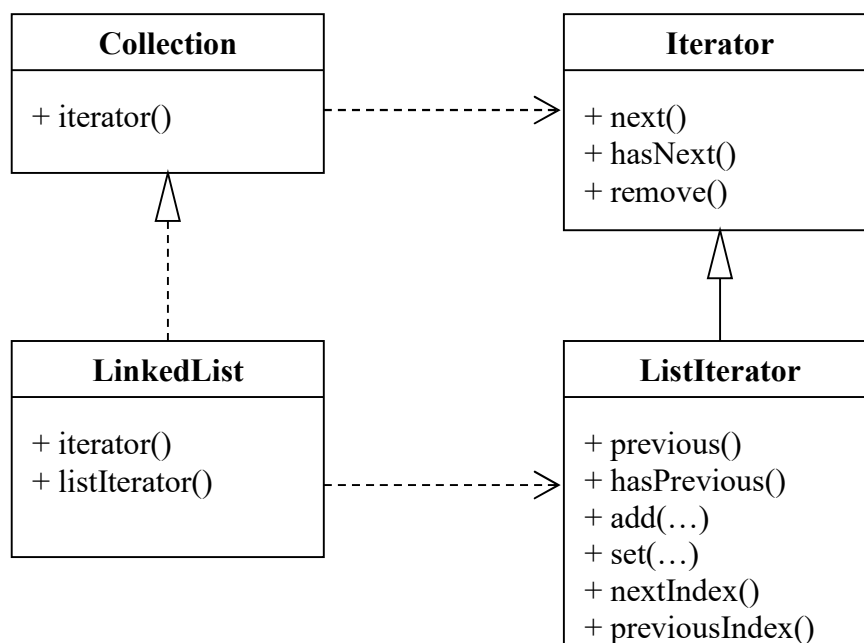 Collection
+ iterator()
Iterator
+ next()
+ hasNext()
+ remove()
LinkedList
+ iterator()
+ listIterator()
ListIterator
+ previous()
+ hasPrevious()
+ add(…)
+ set(…)
+ nextIndex()
+ previousIndex()